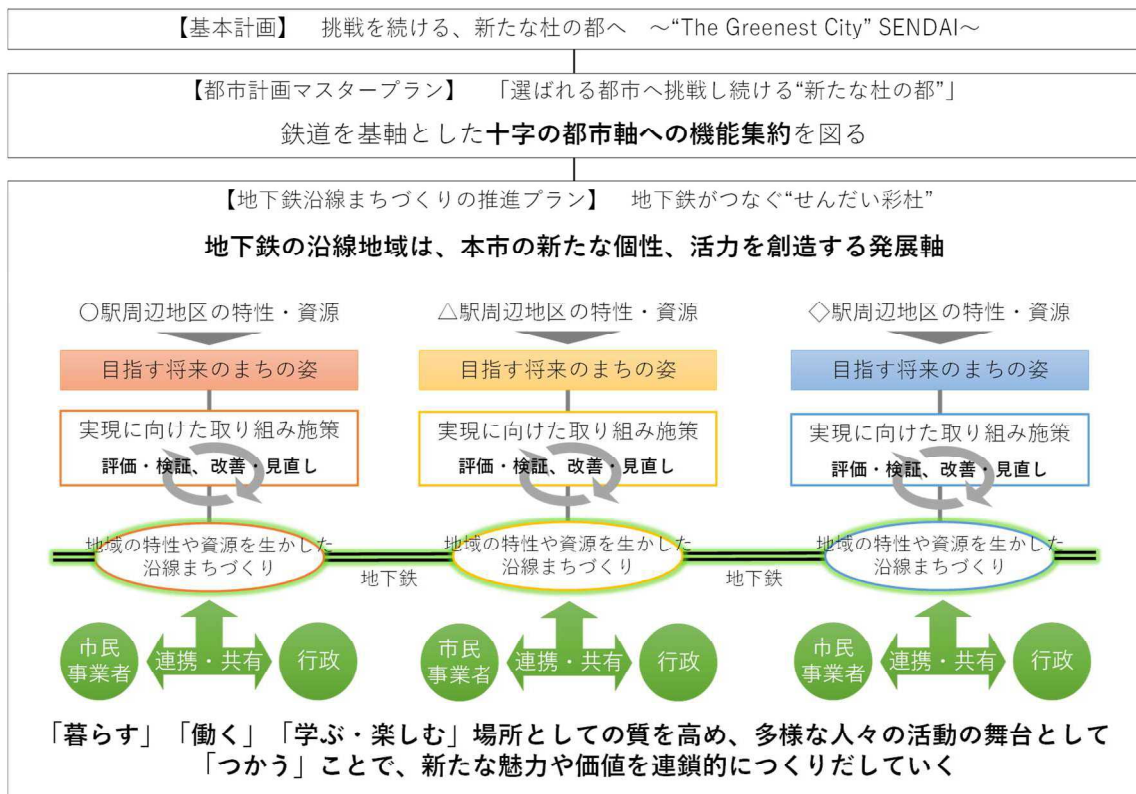 【基本計画】　挑戦を続ける、新たな杜の都へ　～“The Greenest City” SENDAI～
【都市計画マスタープラン】　「選ばれる都市へ挑戦し続ける“新たな杜の都”」
鉄道を基軸とした十字の都市軸への機能集約を図る
【地下鉄沿線まちづくりの推進プラン】　地下鉄がつなぐ“せんだい彩杜”
地下鉄の沿線地域は、本市の新たな個性、活力を創造する発展軸
〇駅周辺地区の特性・資源
目指す将来のまちの姿
実現に向けた取り組み施策
評価・検証、改善・見直し
地域の特性や資源を生かした
沿線まちづくり
市民
事業者
連携・共有
行政
地下鉄
△駅周辺地区の特性・資源
目指す将来のまちの姿
実現に向けた取り組み施策
評価・検証、改善・見直し
地域の特性や資源を生かした
沿線まちづくり
市民
事業者
連携・共有
行政
地下鉄
◇駅周辺地区の特性・資源
目指す将来のまちの姿
実現に向けた取り組み施策
評価・検証、改善・見直し
地域の特性や資源を生かした
沿線まちづくり
市民
事業者
連携・共有
行政
「暮らす」「働く」「学ぶ・楽しむ」場所としての質を高め、多様な人々の活動の舞台として
「つかう」ことで、新たな魅力や価値を連鎖的につくりだしていく